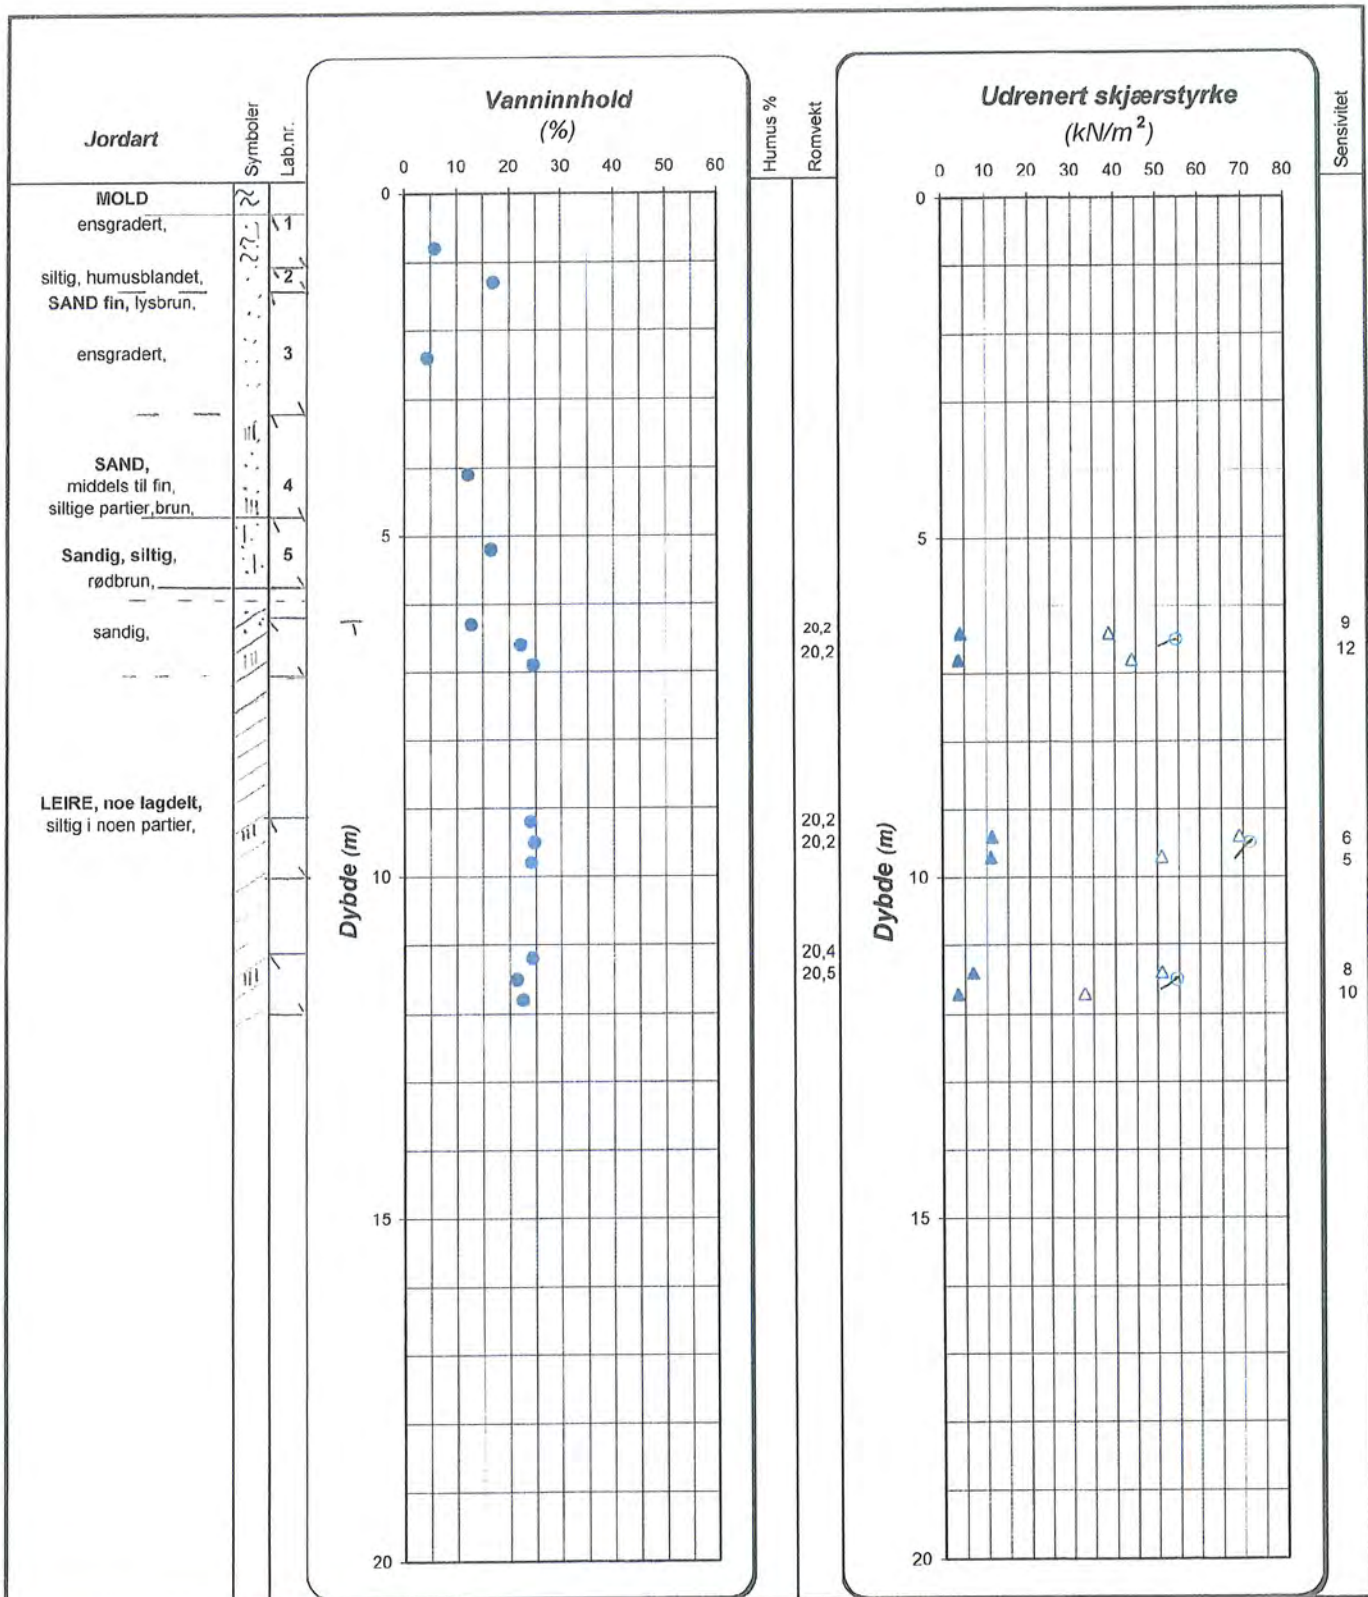 Jordart
Symboler
Lab.nr.
Vanninnhold
(%)
0 10 20 30 40 50 60
Humus %
Romvekt
Udrenert skjærstyrke
(kN/m²)
0 10 20 30 40 50 60 70 80
Sensivitet
MOLD
ensgradert,
1
siltig, humusblandet,
2
SAND fin, lysbrun,
ensgradert,
3
SAND,
middels til fin,
4
siltige partier,brun,
Sandig, siltig,
5
rødbrun,
sandig,
LEIRE, noe lagdelt,
siltig i noen partier,
Dybde (m)
0
5
10
15
20
20,2
20,2
20,2
20,2
20,4
20,5
Dybde (m)
0
5
10
15
20
9
12
6
5
8
10